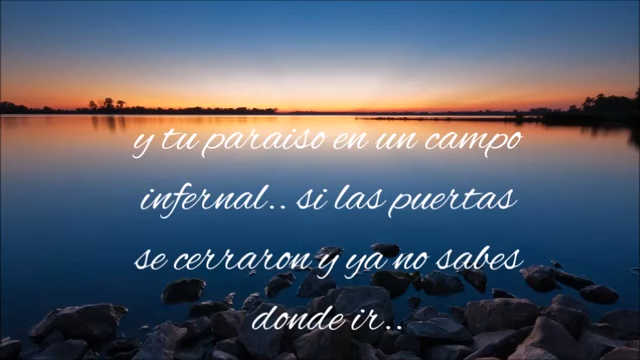 y tu paraiso en un campo
infernal.. si las puertas
se cerraron y ya no sabes
donde ir..